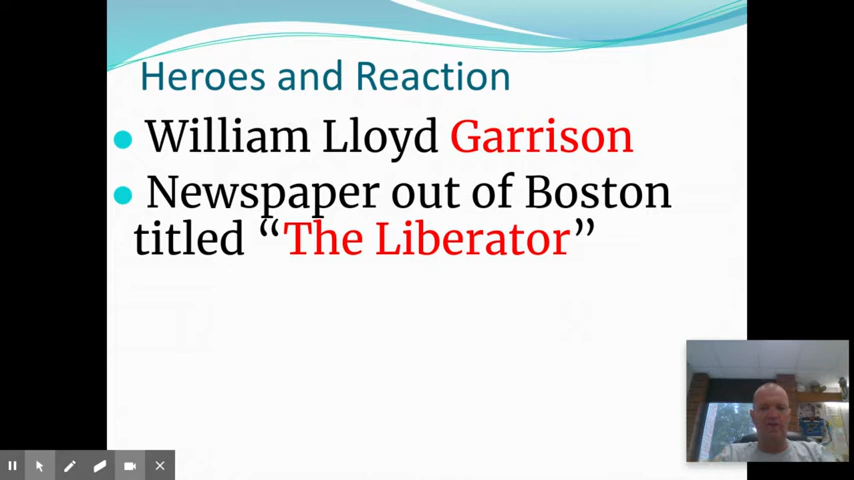 Heroes and Reaction
William Lloyd Garrison
Newspaper out of Boston
titled “The Liberator”